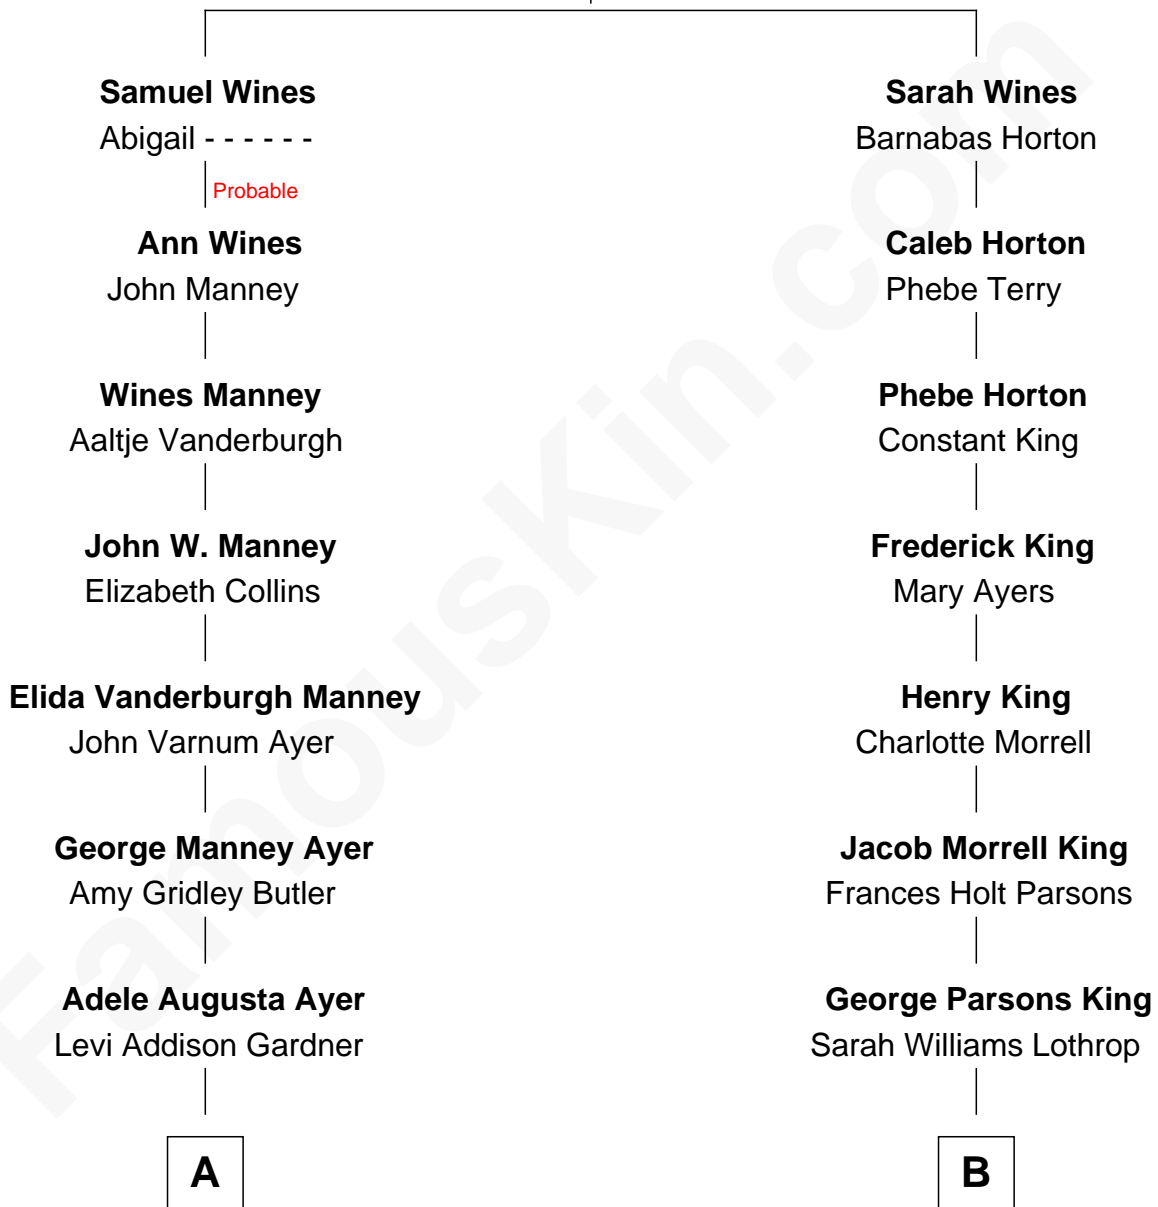 Samuel Wines
Abigail - - - - - -
Probable
Ann Wines
John Manney
Wines Manney
Aaltje Vanderburgh
John W. Manney
Elizabeth Collins
Elida Vanderburgh Manney
John Varnum Ayer
George Manney Ayer
Amy Gridley Butler
Adele Augusta Ayer
Levi Addison Gardner
A
Sarah Wines
Barnabas Horton
Caleb Horton
Phebe Terry
Phebe Horton
Constant King
Frederick King
Mary Ayers
Henry King
Charlotte Morrell
Jacob Morrell King
Frances Holt Parsons
George Parsons King
Sarah Williams Lothrop
B
FamousKin.com